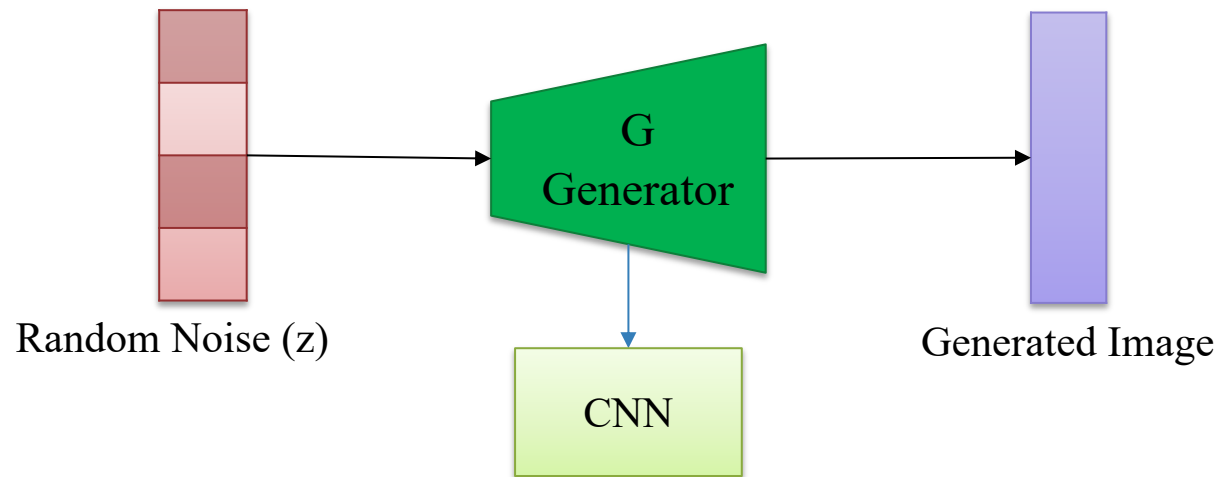 G
Generator
Random Noise (z)
Generated Image
CNN